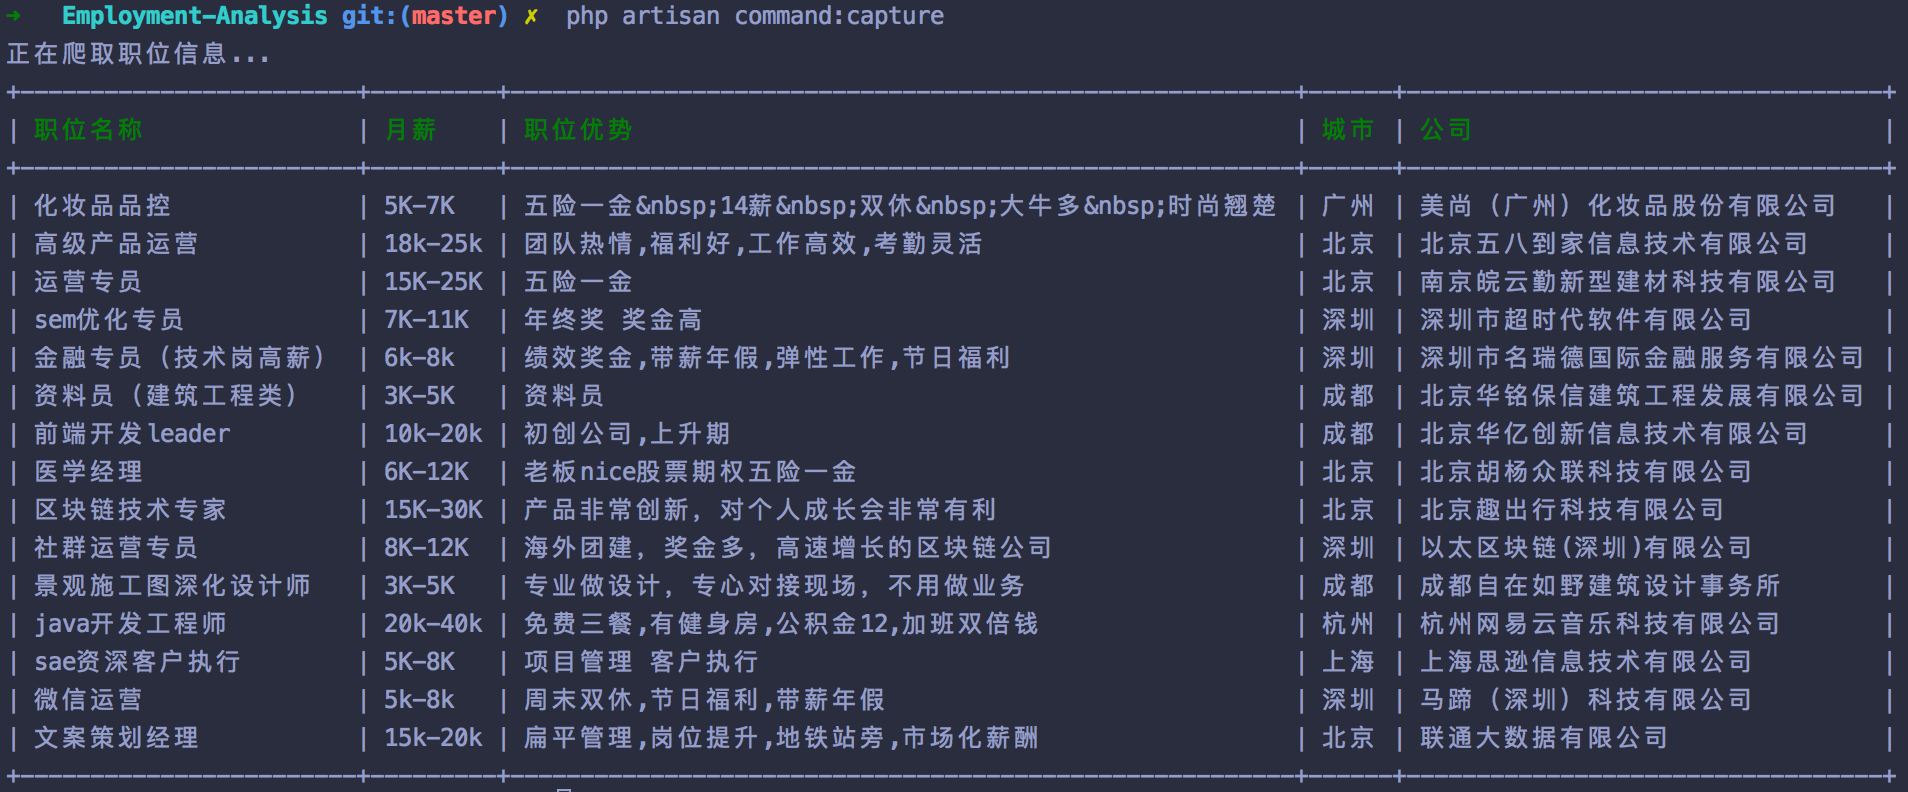 → Employment-Analysis git:(master) ✗ php artisan command:capture
正在爬取职位信息...
| 职位名称 | 月薪 | 职位优势 | 城市 | 公司 |
| 化妆品品控 | 5K-7K | 五险一金&nbsp;14薪&nbsp;双休&nbsp;大牛多&nbsp;时尚翘楚 | 广州 | 美尚（广州）化妆品股份有限公司 |
| 高级产品运营 | 18k-25k | 团队热情,福利好,工作高效,考勤灵活 | 北京 | 北京五八到家信息技术有限公司 |
| 运营专员 | 15K-25K | 五险一金 | 北京 | 南京皖云勤新型建材科技有限公司 |
| sem优化专员 | 7K-11K | 年终奖 奖金高 | 深圳 | 深圳市超时代软件有限公司 |
| 金融专员（技术岗高薪） | 6k-8k | 绩效奖金,带薪年假,弹性工作,节日福利 | 深圳 | 深圳市名瑞德国际金融服务有限公司 |
| 资料员（建筑工程类） | 3K-5K | 资料员 | 成都 | 北京华铭保信建筑工程发展有限公司 |
| 前端开发leader | 10k-20k | 初创公司,上升期 | 成都 | 北京华亿创新信息技术有限公司 |
| 医学经理 | 6K-12K | 老板nice股票期权五险一金 | 北京 | 北京胡杨众联科技有限公司 |
| 区块链技术专家 | 15K-30K | 产品非常创新，对个人成长会非常有利 | 北京 | 北京趣出行科技有限公司 |
| 社群运营专员 | 8K-12K | 海外团建，奖金多，高速增长的区块链公司 | 深圳 | 以太区块链(深圳)有限公司 |
| 景观施工图深化设计师 | 3K-5K | 专业做设计，专心对接现场，不用做业务 | 成都 | 成都自在如野建筑设计事务所 |
| java开发工程师 | 20k-40k | 免费三餐,有健身房,公积金12,加班双倍钱 | 杭州 | 杭州网易云音乐科技有限公司 |
| sae资深客户执行 | 5K-8K | 项目管理 客户执行 | 上海 | 上海思逊信息技术有限公司 |
| 微信运营 | 5k-8k | 周末双休,节日福利,带薪年假 | 深圳 | 马蹄（深圳）科技有限公司 |
| 文案策划经理 | 15k-20k | 扁平管理,岗位提升,地铁站旁,市场化薪酬 | 北京 | 联通大数据有限公司 |